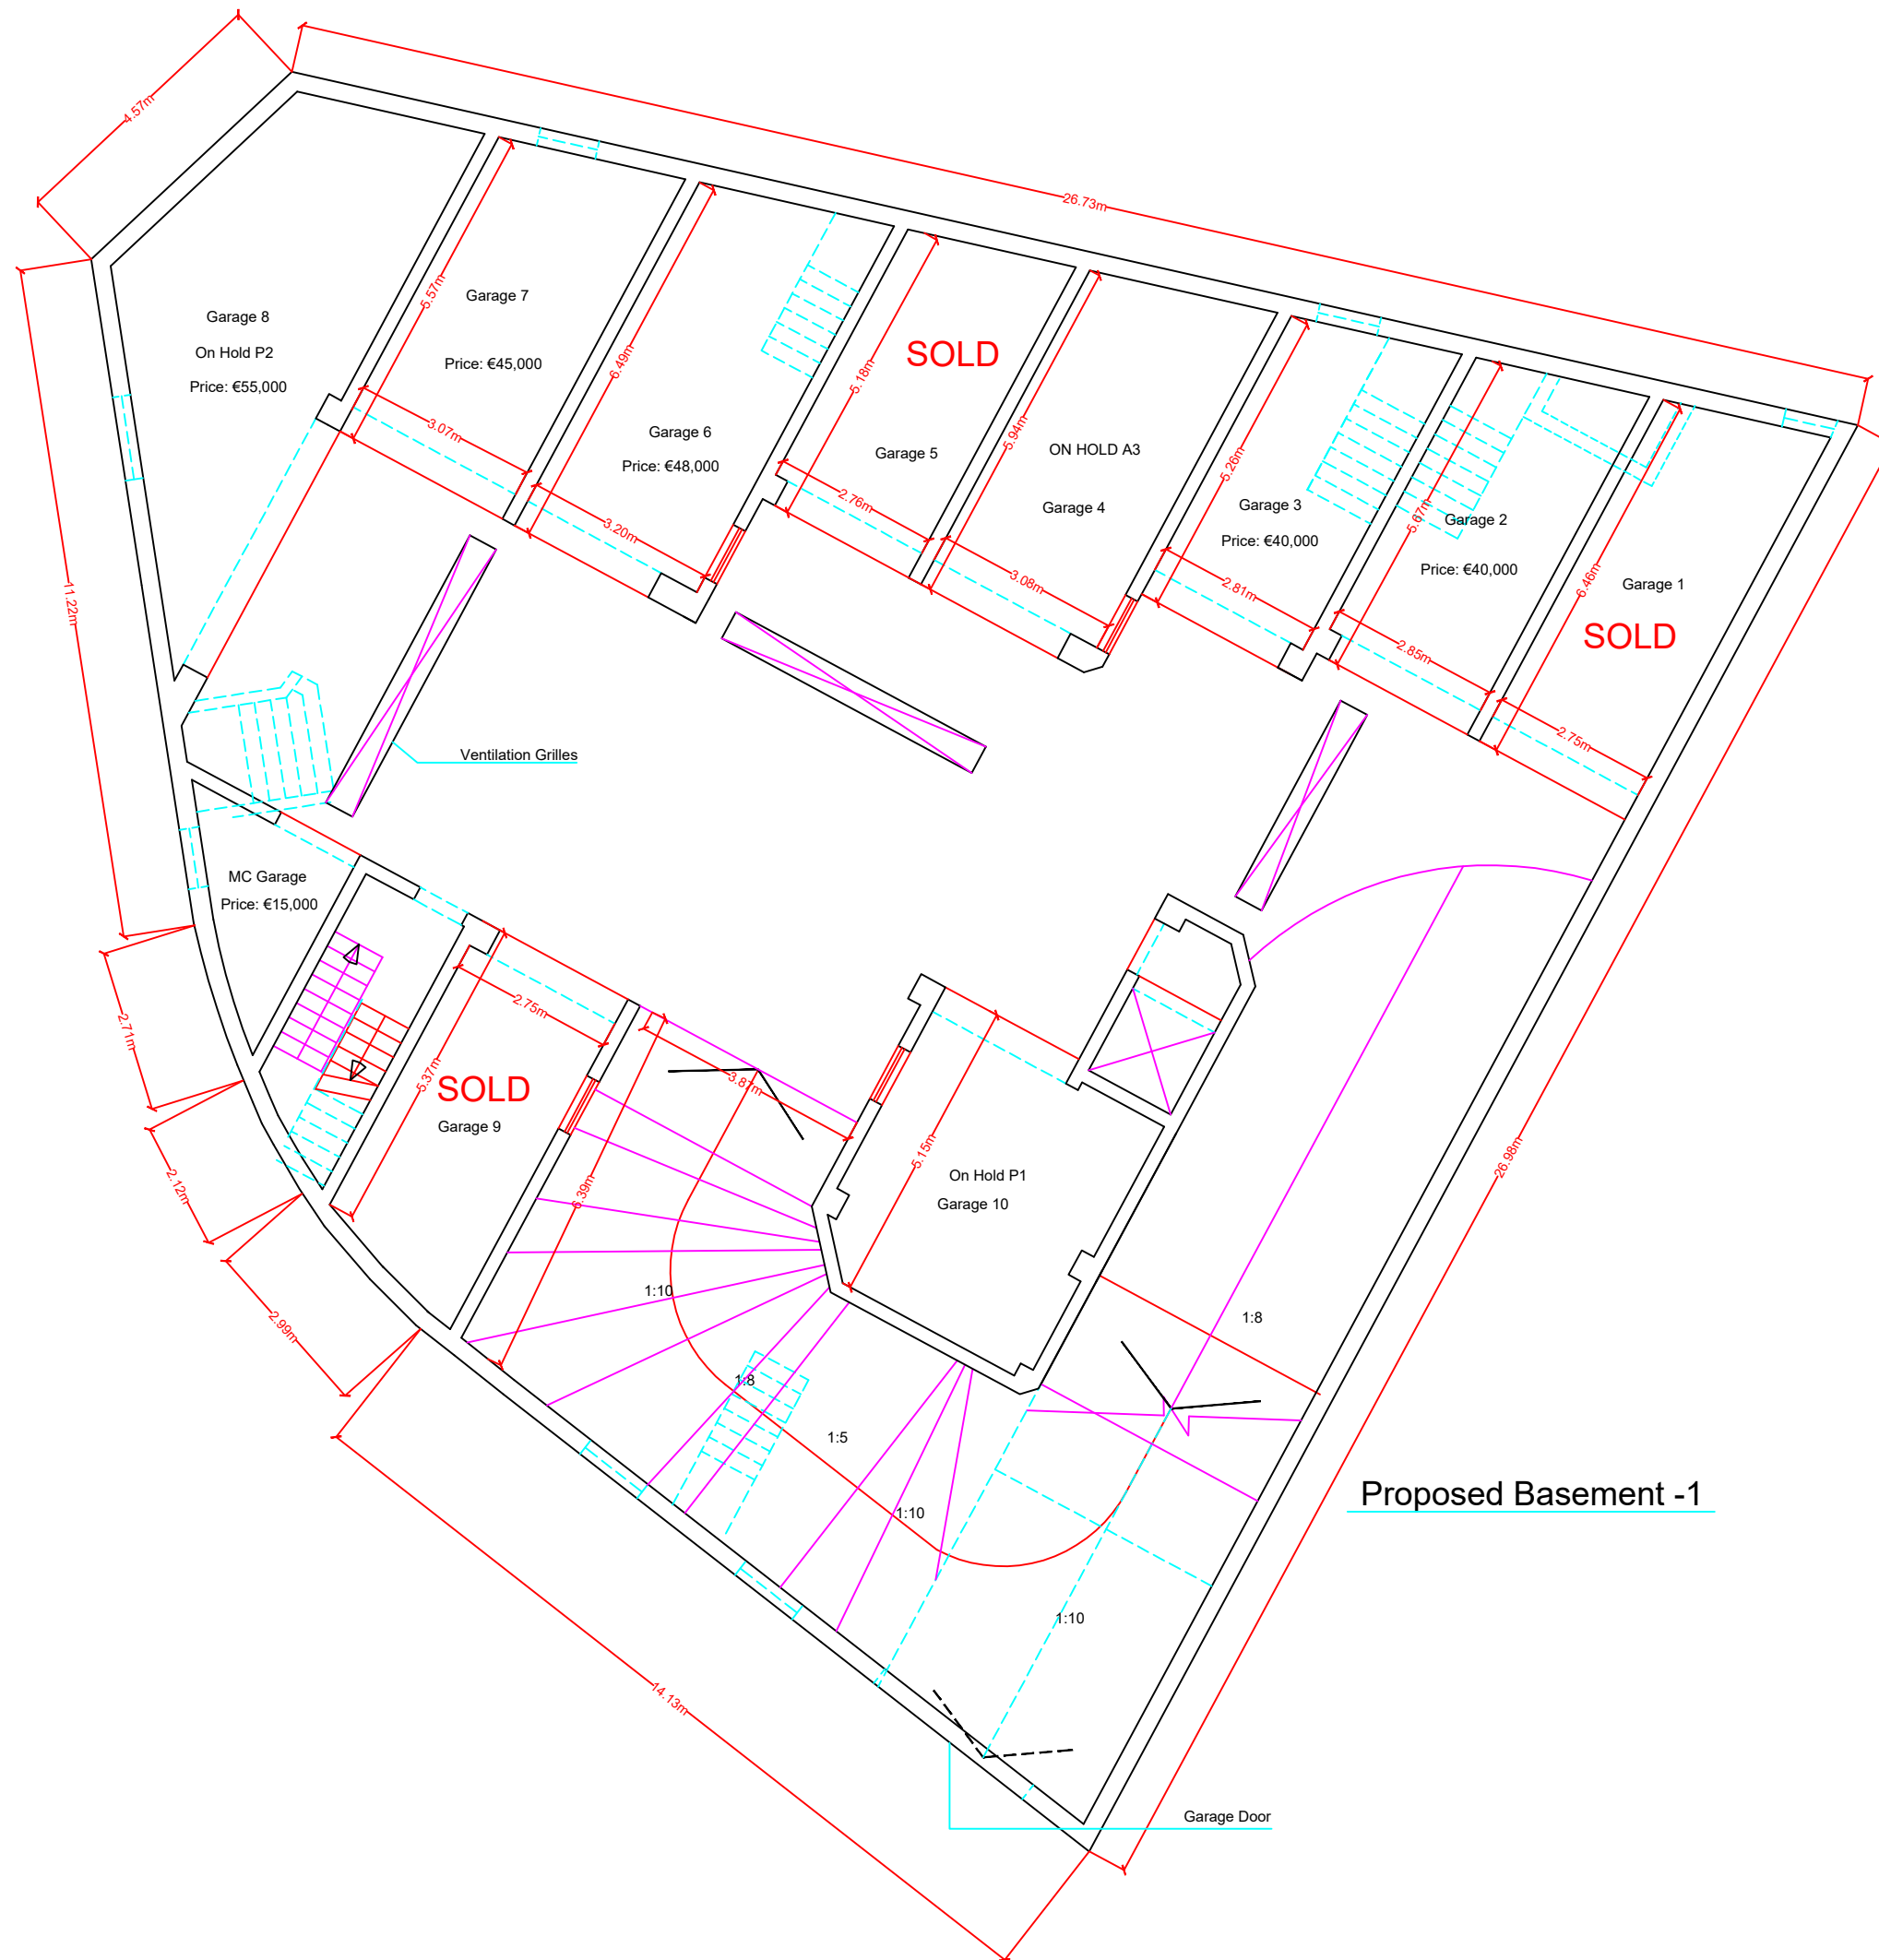 4.57m
26.73m
11.22m
Garage 8
On Hold P2
Price: €55,000
5.57m
Garage 7
Price: €45,000
3.07m
6.49m
Garage 6
Price: €48,000
3.20m
5.18m
SOLD
Garage 5
2.76m
5.94m
ON HOLD A3
Garage 4
3.08m
5.26m
Garage 3
Price: €40,000
2.81m
5.67m
Garage 2
Price: €40,000
2.85m
6.46m
Garage 1
SOLD
2.75m
Ventilation Grilles
MC Garage
Price: €15,000
2.71m
2.12m
2.99m
2.75m
5.37m
SOLD
Garage 9
3.87m
6.39m
5.15m
On Hold P1
Garage 10
26.98m
1:10
1:8
1:8
1:5
1:10
1:10
Proposed Basement -1
14.13m
Garage Door